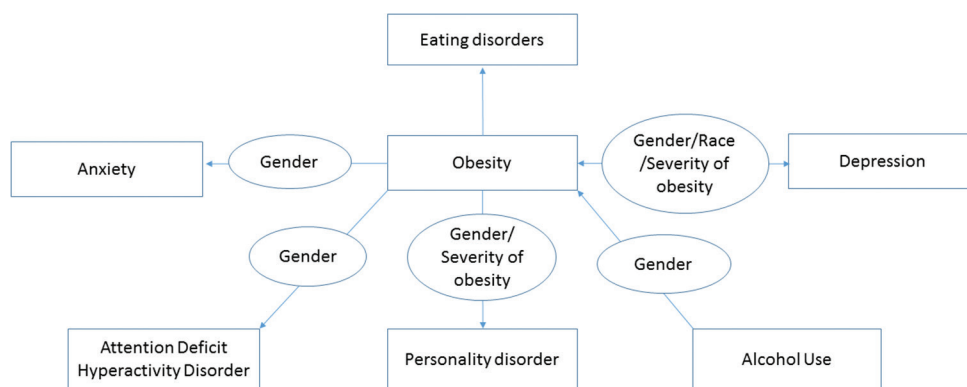 Eating disorders
Anxiety
Gender
Obesity
Gender/Race
/Severity of
obesity
Depression
Gender
Gender/
Severity of
obesity
Gender
Attention Deficit
Hyperactivity Disorder
Personality disorder
Alcohol Use